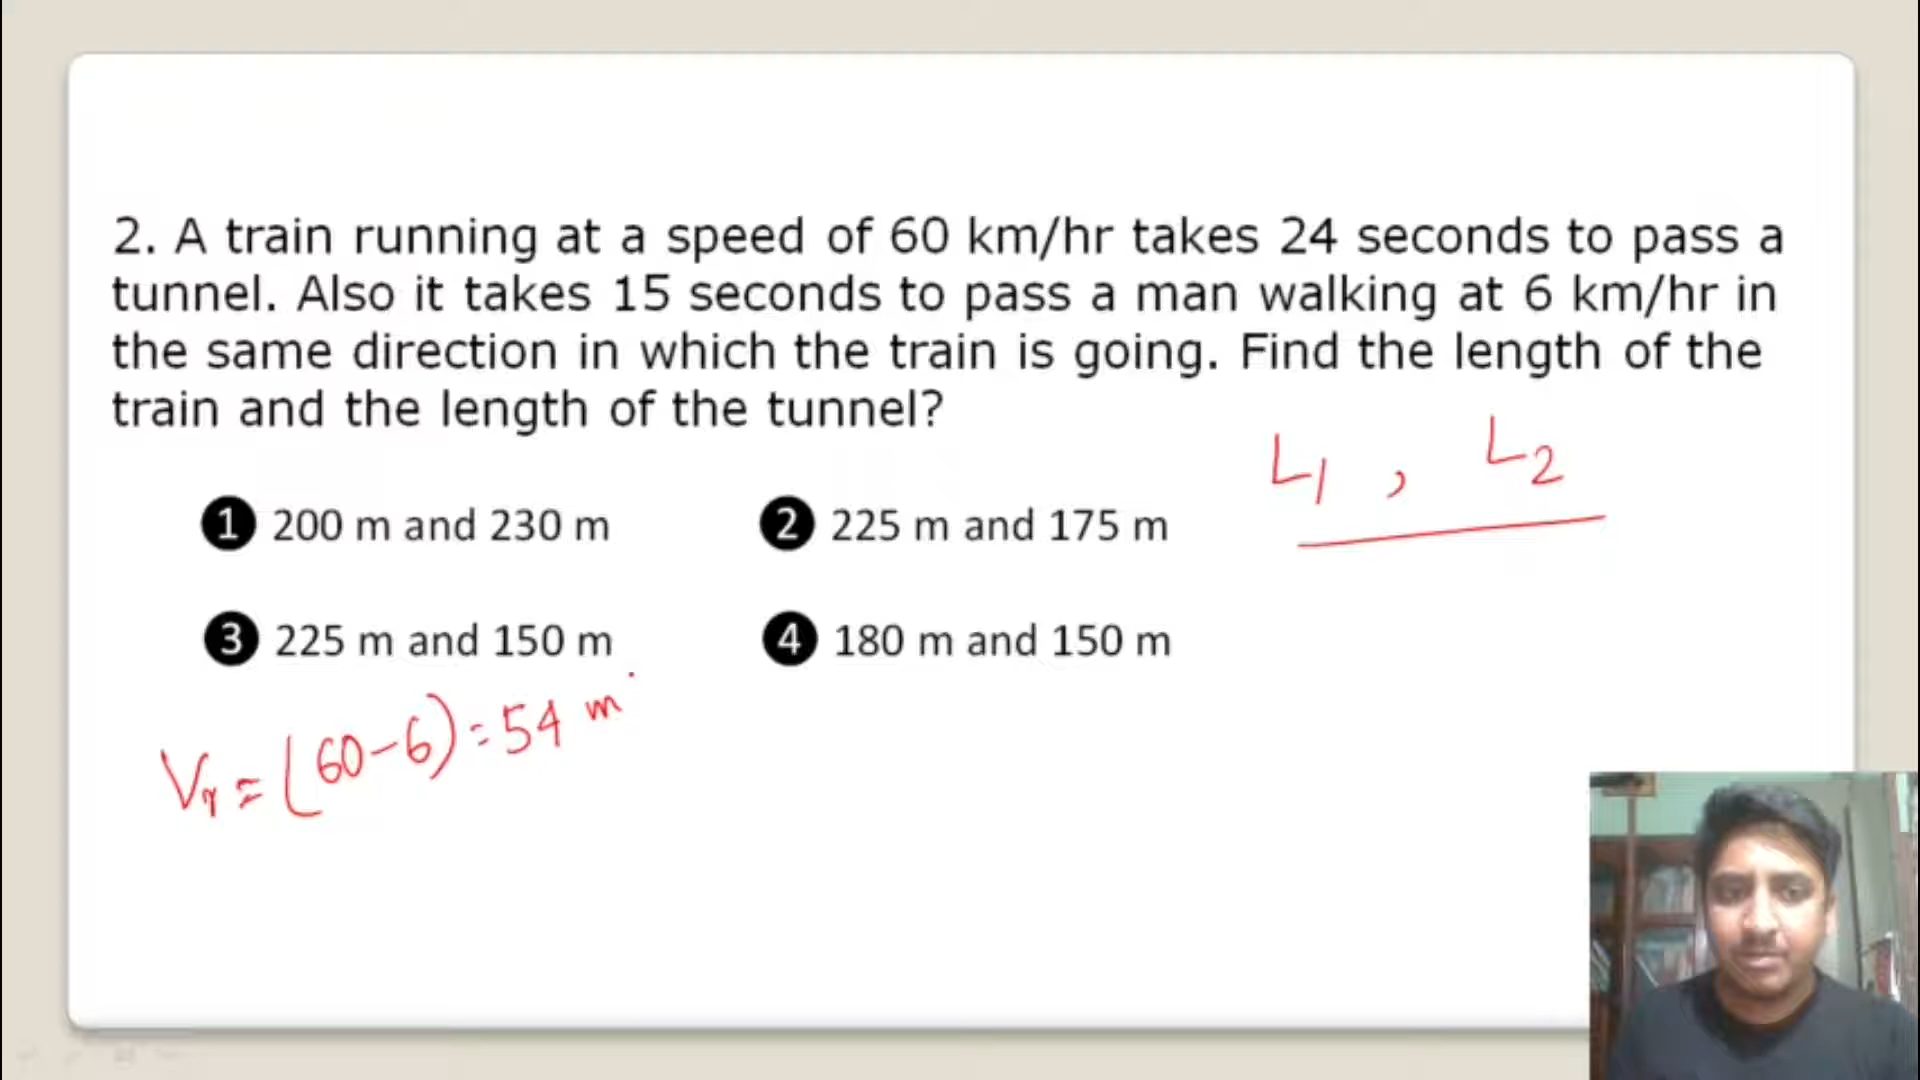 2. A train running at a speed of 60 km/hr takes 24 seconds to pass a
tunnel. Also it takes 15 seconds to pass a man walking at 6 km/hr in
the same direction in which the train is going. Find the length of the
train and the length of the tunnel?
L1 , L2
1 200 m and 230 m
2 225 m and 175 m
3 225 m and 150 m
4 180 m and 150 m
Vr = (60-6) = 54 m